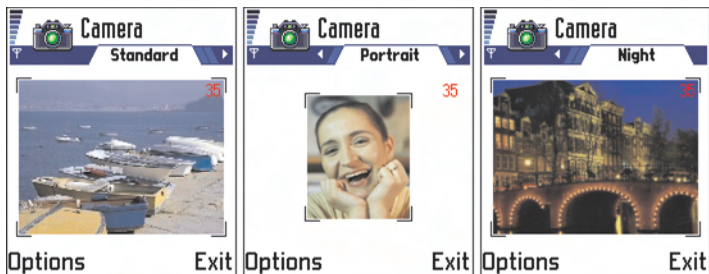 Camera
Standard
35
Options Exit
Camera
Portrait
35
Options Exit
Camera
Night
35
Options Exit